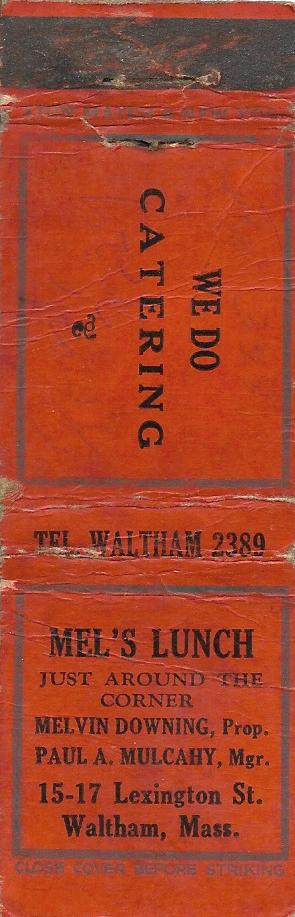 WE DO
CATERING
TEL. WALTHAM 2389
MEL'S LUNCH
JUST AROUND THE
CORNER
MELVIN DOWNING, Prop.
PAUL A. MULCAHY, Mgr.
15-17 Lexington St.
Waltham, Mass.
CLOSE COVER BEFORE STRIKING